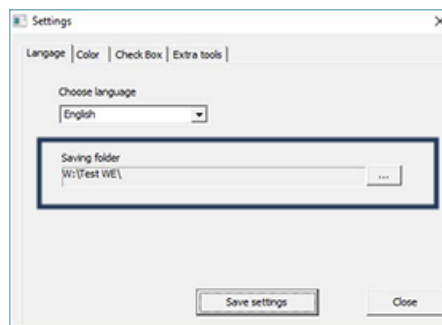 Settings
Langage Color Check Box Extra tools
Choose language
English
Saving folder
W:\Test WE\
...
Save settings Close